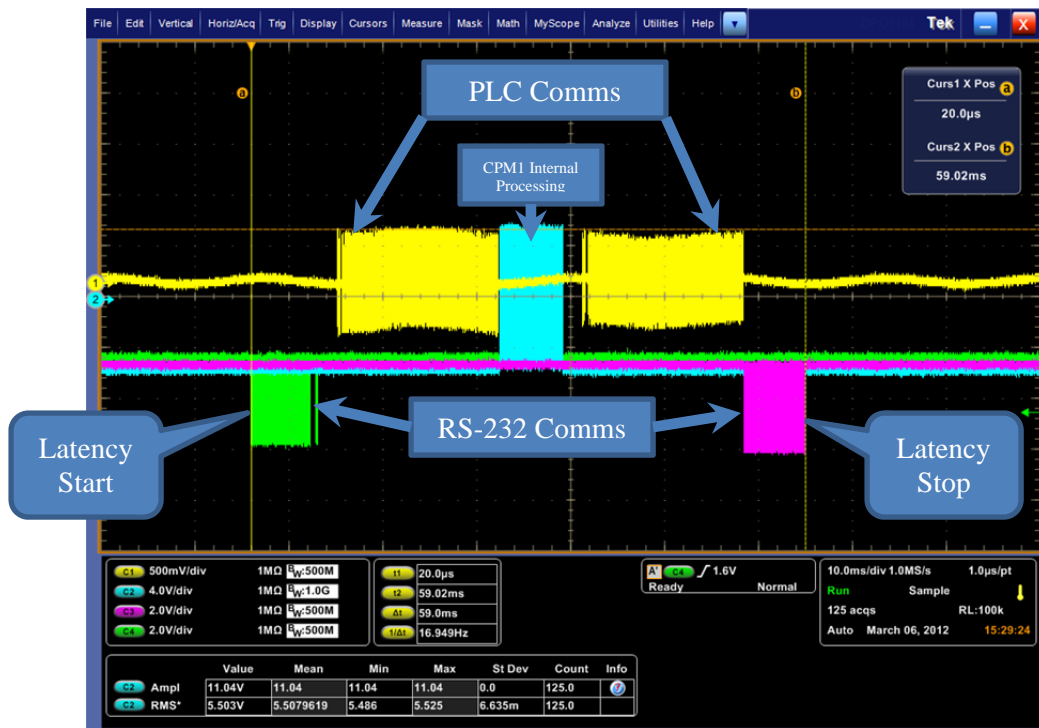 File Edit Vertical Horiz/Acq Trig Display Cursors Measure Mask Math MyScope Analyze Utilities Help Tek X
a
b
PLC Comms
Curs1 X Pos a
20.0µs
Curs2 X Pos b
59.02ms
CPM1 Internal
Processing
1
2
RS-232 Comms
Latency
Start
Latency
Stop
C1 500mV/div 1MΩ BW:500M
C2 4.0V/div 1MΩ BW:1.0G
C3 2.0V/div 1MΩ BW:500M
C4 2.0V/div 1MΩ BW:500M
t1 20.0µs
t2 59.02ms
Δt 59.0ms
1/Δt 16.949Hz
A' C4 1.6V
Ready Normal
10.0ms/div 1.0MS/s 1.0µs/pt
Run Sample
125 acqs RL:100k
Auto March 06, 2012 15:29:24
Value Mean Min Max St Dev Count Info
C2 Ampl 11.04V 11.04 11.04 11.04 0.0 125.0
C2 RMS* 5.503V 5.5079619 5.486 5.525 6.635m 125.0